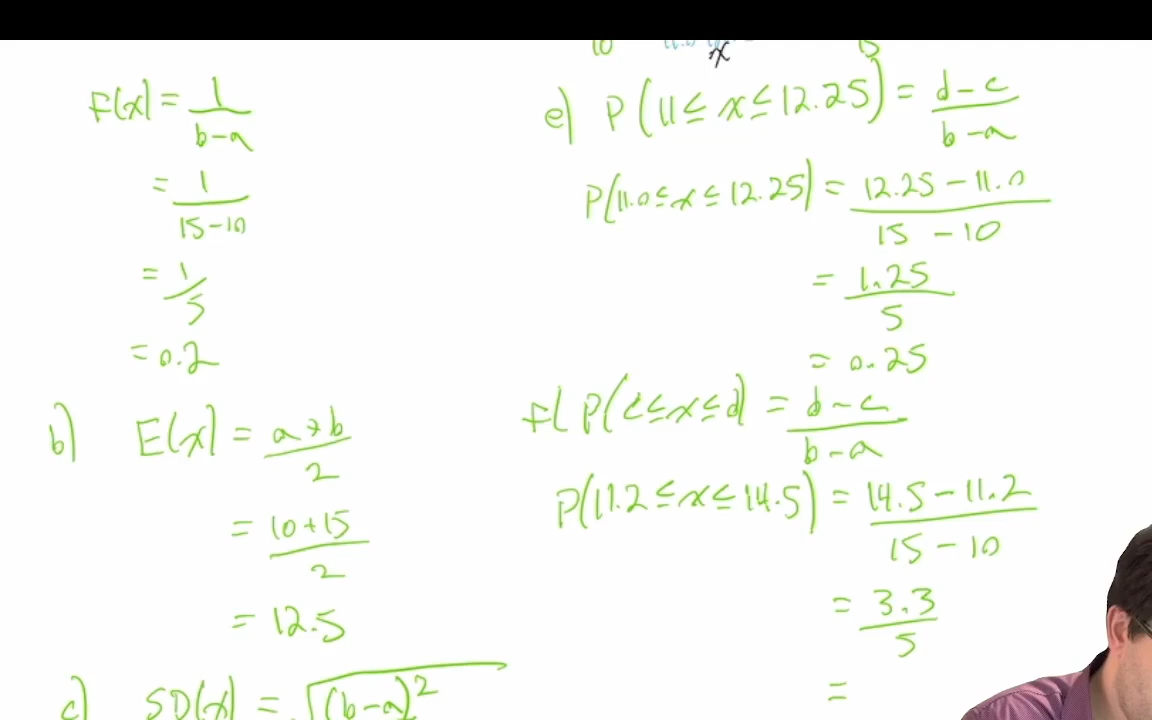 10 15
x
F(x) = 1 / b-a
= 1 / 15-10
= 1/5
= 0.2
b) E(x) = a+b / 2
= 10+15 / 2
= 12.5
c) SD(x) = √(b-a)²
e) P(11 ≤ x ≤ 12.25) = d-c / b-a
P(11.0 ≤ x ≤ 12.25) = 12.25 - 11.0 / 15 - 10
= 1.25 / 5
= 0.25
f( P(c ≤ x ≤ d) = d-c / b-a
P(11.2 ≤ x ≤ 14.5) = 14.5 - 11.2 / 15 - 10
= 3.3 / 5
=